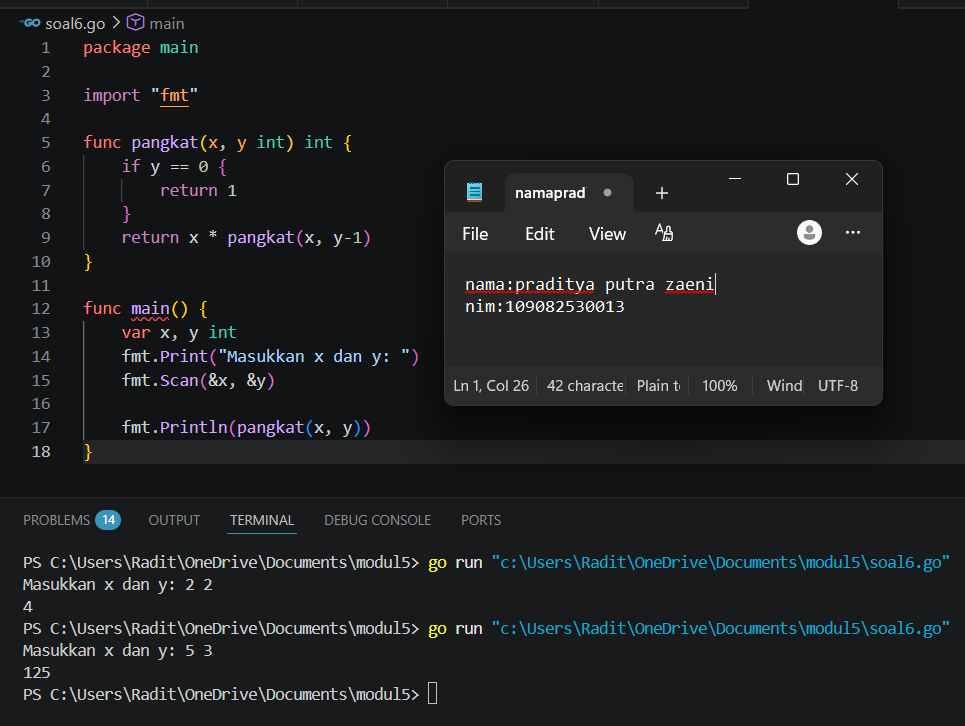 GO soal6.go > main
1 package main
2
3 import "fmt"
4
5 func pangkat(x, y int) int {
6 if y == 0 {
7 return 1
8 }
9 return x * pangkat(x, y-1)
10 }
11
12 func main() {
13 var x, y int
14 fmt.Print("Masukkan x dan y: ")
15 fmt.Scan(&x, &y)
16
17 fmt.Println(pangkat(x, y))
18 }
namaprad
File Edit View
nama:praditya putra zaeni
nim:109082530013
Ln 1, Col 26 42 characte Plain t 100% Wind UTF-8
PROBLEMS 14 OUTPUT TERMINAL DEBUG CONSOLE PORTS
PS C:\Users\Radit\OneDrive\Documents\modul5> go run "c:\Users\Radit\OneDrive\Documents\modul5\soal6.go"
Masukkan x dan y: 2 2
4
PS C:\Users\Radit\OneDrive\Documents\modul5> go run "c:\Users\Radit\OneDrive\Documents\modul5\soal6.go"
Masukkan x dan y: 5 3
125
PS C:\Users\Radit\OneDrive\Documents\modul5>